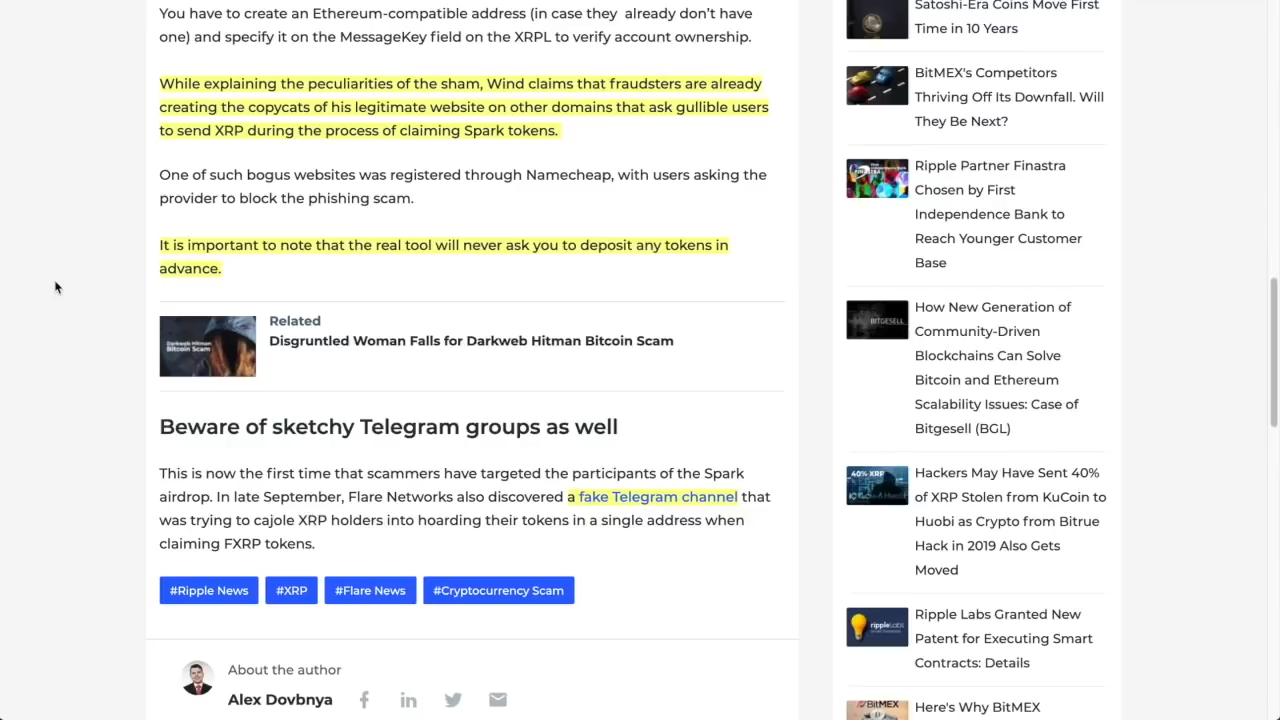 You have to create an Ethereum-compatible address (in case they  already don't have
one) and specify it on the MessageKey field on the XRPL to verify account ownership.
While explaining the peculiarities of the sham, Wind claims that fraudsters are already
creating the copycats of his legitimate website on other domains that ask gullible users
to send XRP during the process of claiming Spark tokens.
One of such bogus websites was registered through Namecheap, with users asking the
provider to block the phishing scam.
It is important to note that the real tool will never ask you to deposit any tokens in
advance.
Darkweb Hitman
Bitcoin Scam
Related
Disgruntled Woman Falls for Darkweb Hitman Bitcoin Scam
Beware of sketchy Telegram groups as well
This is now the first time that scammers have targeted the participants of the Spark
airdrop. In late September, Flare Networks also discovered a fake Telegram channel that
was trying to cajole XRP holders into hoarding their tokens in a single address when
claiming FXRP tokens.
#Ripple News
#XRP
#Flare News
#Cryptocurrency Scam
About the author
Alex Dovbnya
Satoshi-Era Coins Move First
Time in 10 Years
BitMEX's Competitors
Thriving Off Its Downfall. Will
They Be Next?
FINASTRA
Ripple Partner Finastra
Chosen by First
Independence Bank to
Reach Younger Customer
Base
BITGESELL
How New Generation of
Community-Driven
Blockchains Can Solve
Bitcoin and Ethereum
Scalability Issues: Case of
Bitgesell (BGL)
40% XRP
Hackers May Have Sent 40%
of XRP Stolen from KuCoin to
Huobi as Crypto from Bitrue
Hack in 2019 Also Gets
Moved
rippleLabs
Ripple Labs Granted New
Patent for Executing Smart
Contracts: Details
BitMEX
Here's Why BitMEX